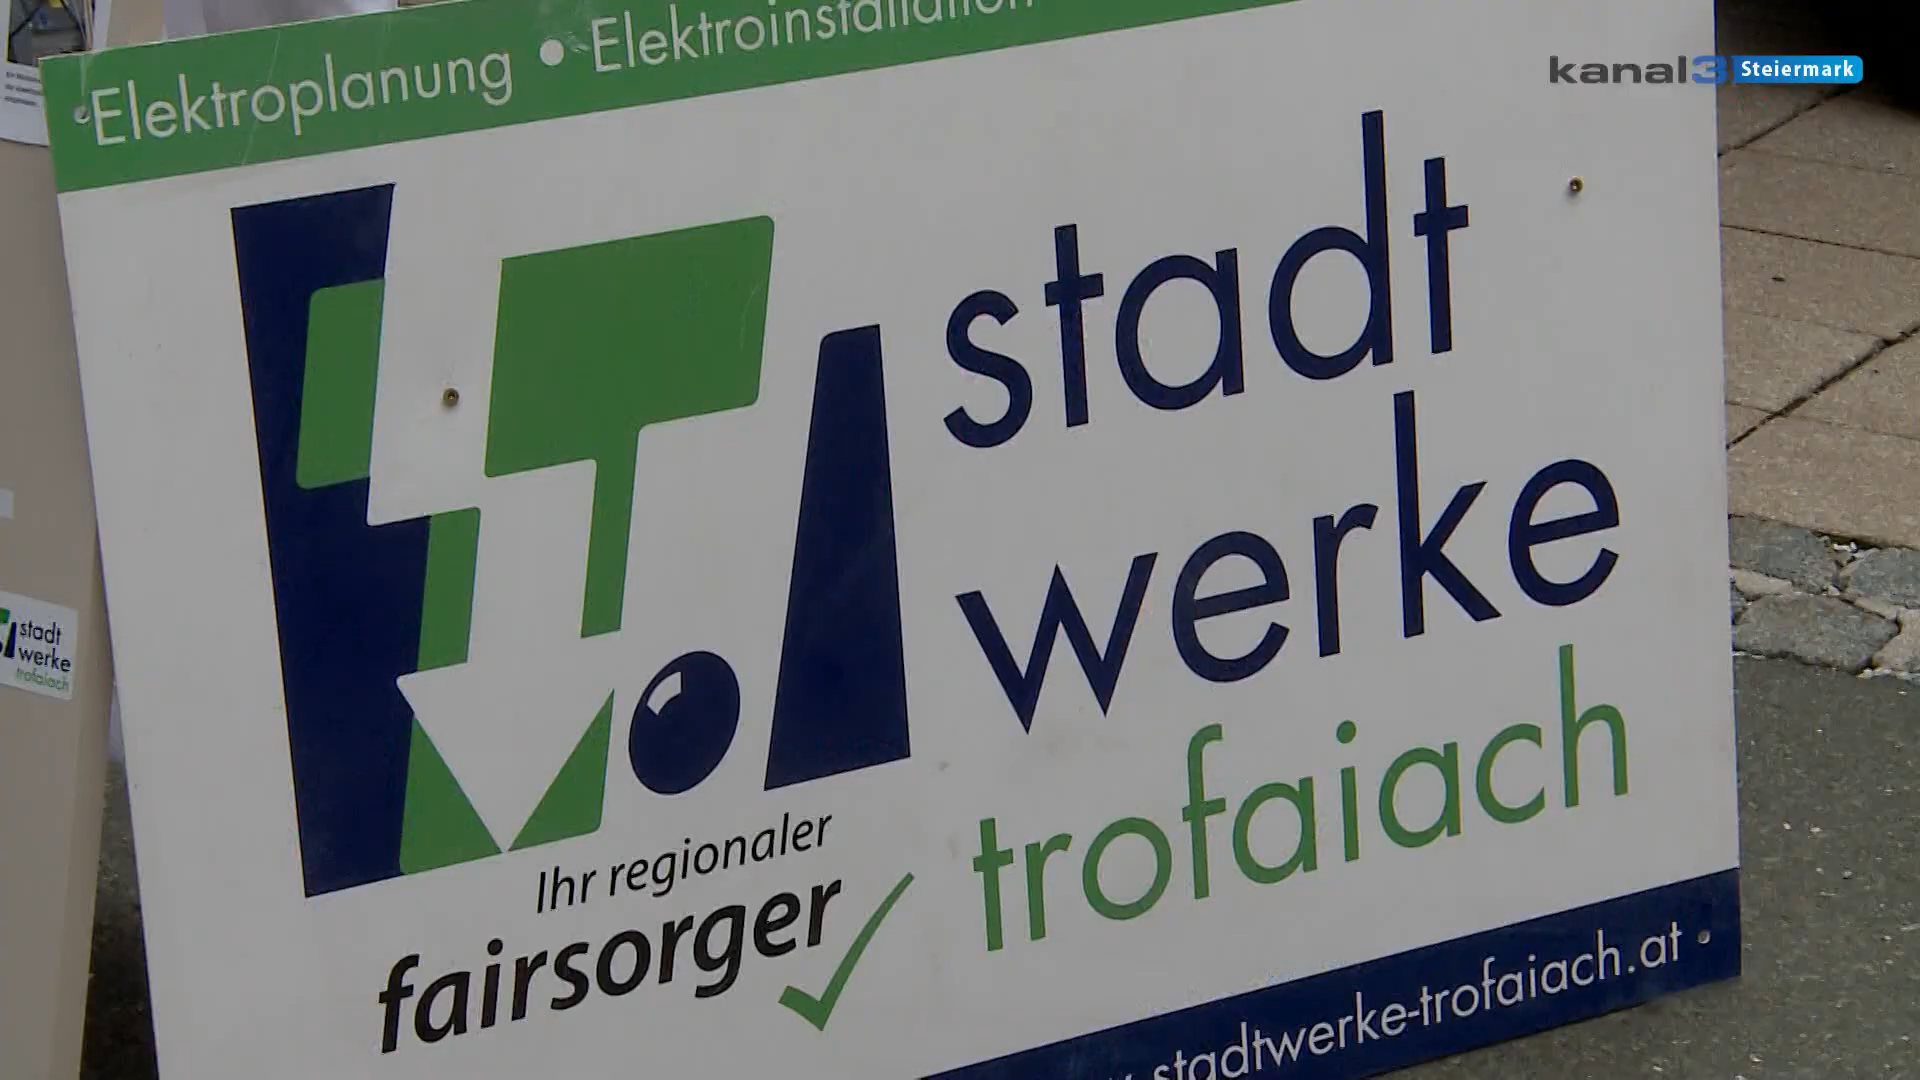 Elektroplanung • Elektroinstallation
kanal3 Steiermark
stadt
werke
trofaiach
Ihr regionaler
fairsorger
stadtwerke-trofaiach.at
stadt
werke
trofaiach